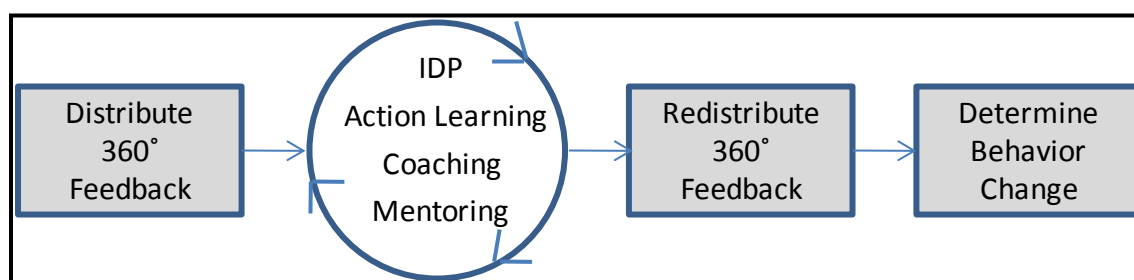 Distribute
360˚
Feedback
IDP
Action Learning
Coaching
Mentoring
Redistribute
360˚
Feedback
Determine
Behavior
Change